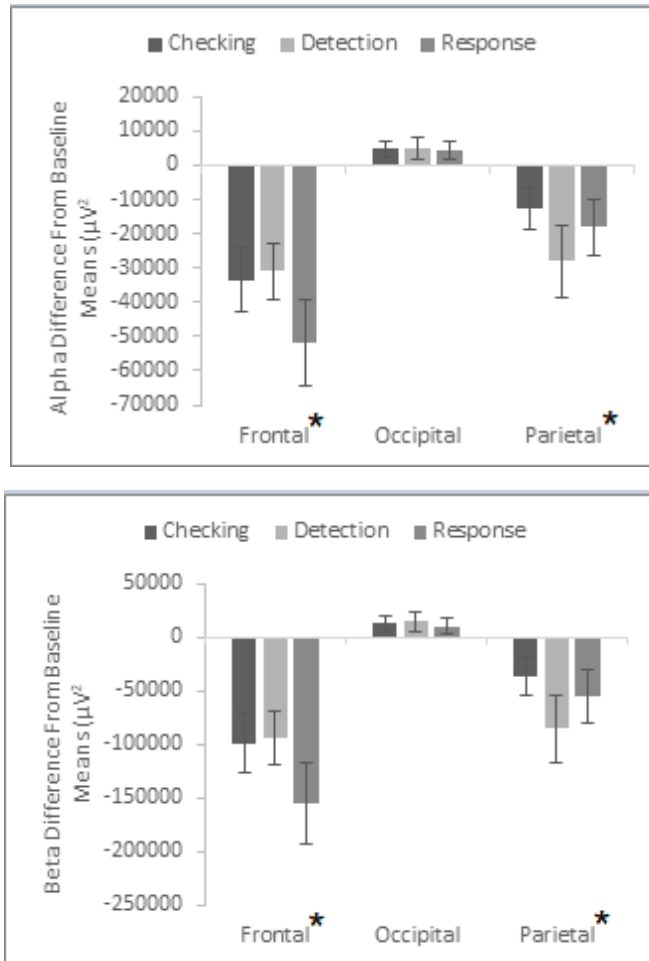 Checking Detection Response
20000
10000
0
-10000
-20000
-30000
-40000
-50000
-60000
-70000
Alpha Difference From Baseline
Means (µV²
Frontal* Occipital Parietal*
Checking Detection Response
50000
0
-50000
-100000
-150000
-200000
-250000
Beta Difference From Baseline
Means (µV²
Frontal* Occipital Parietal*